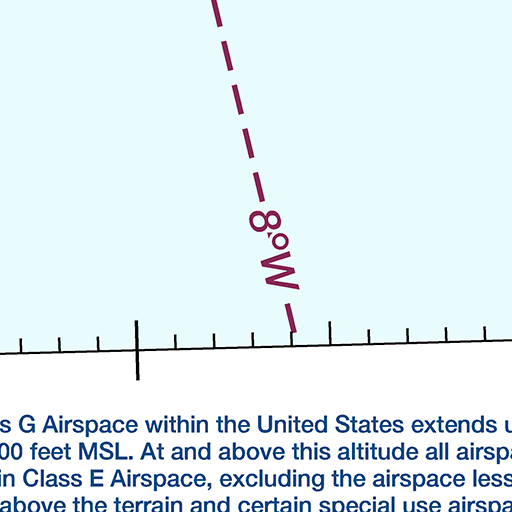 8°W
s G Airspace within the United States extends u
00 feet MSL. At and above this altitude all airsp
in Class E Airspace, excluding the airspace less
above the terrain and certain special use airspa